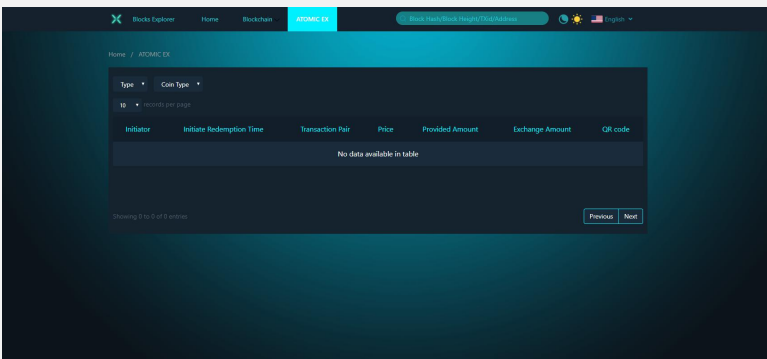 Blocks Explorer Home Blockchain ATOMIC EX Block Hash/Block Height/TXid/Address English
Home / ATOMIC EX
Type Coin Type
10 records per page
Initiator Initiate Redemption Time Transaction Pair Price Provided Amount Exchange Amount QR code
No data available in table
Showing 0 to 0 of 0 entries Previous Next